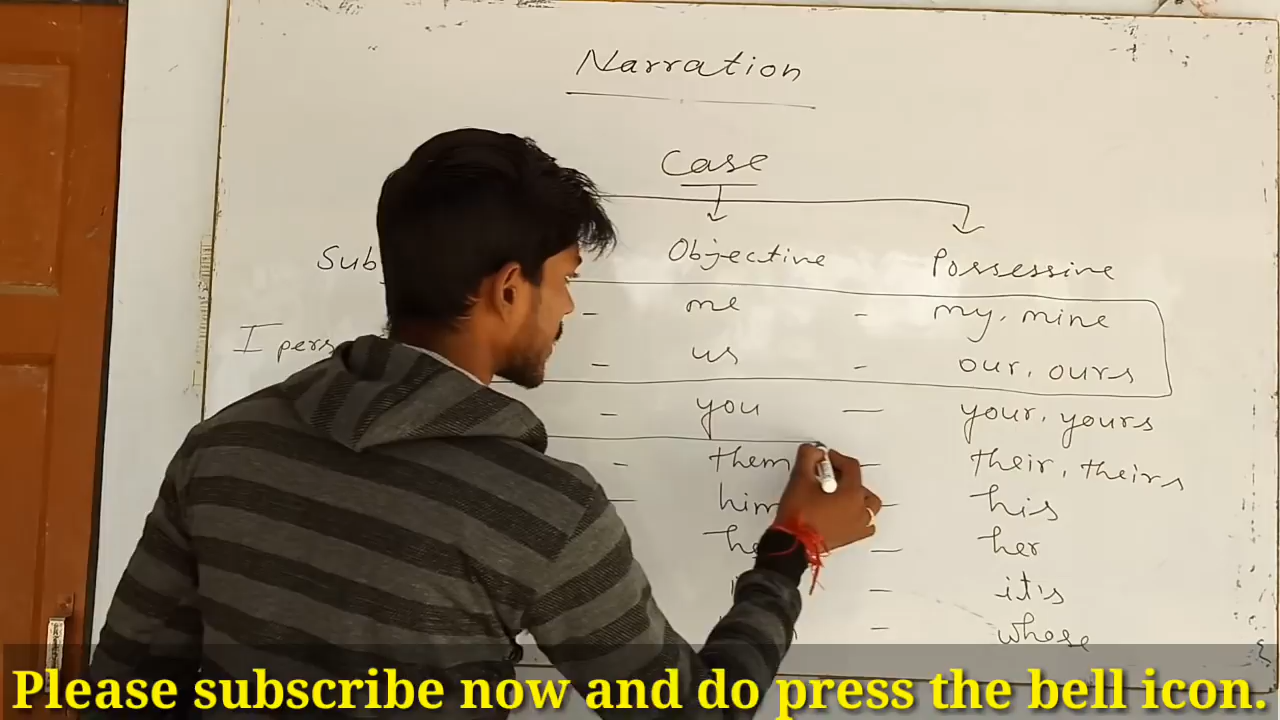 Narration
Case
Sub Objective Possessive
- me - my, mine
I pers
- us - our, ours
- you - your, yours
- them - their, theirs
- him - his
he - her
- it's
- whose
Please subscribe now and do press the bell icon.